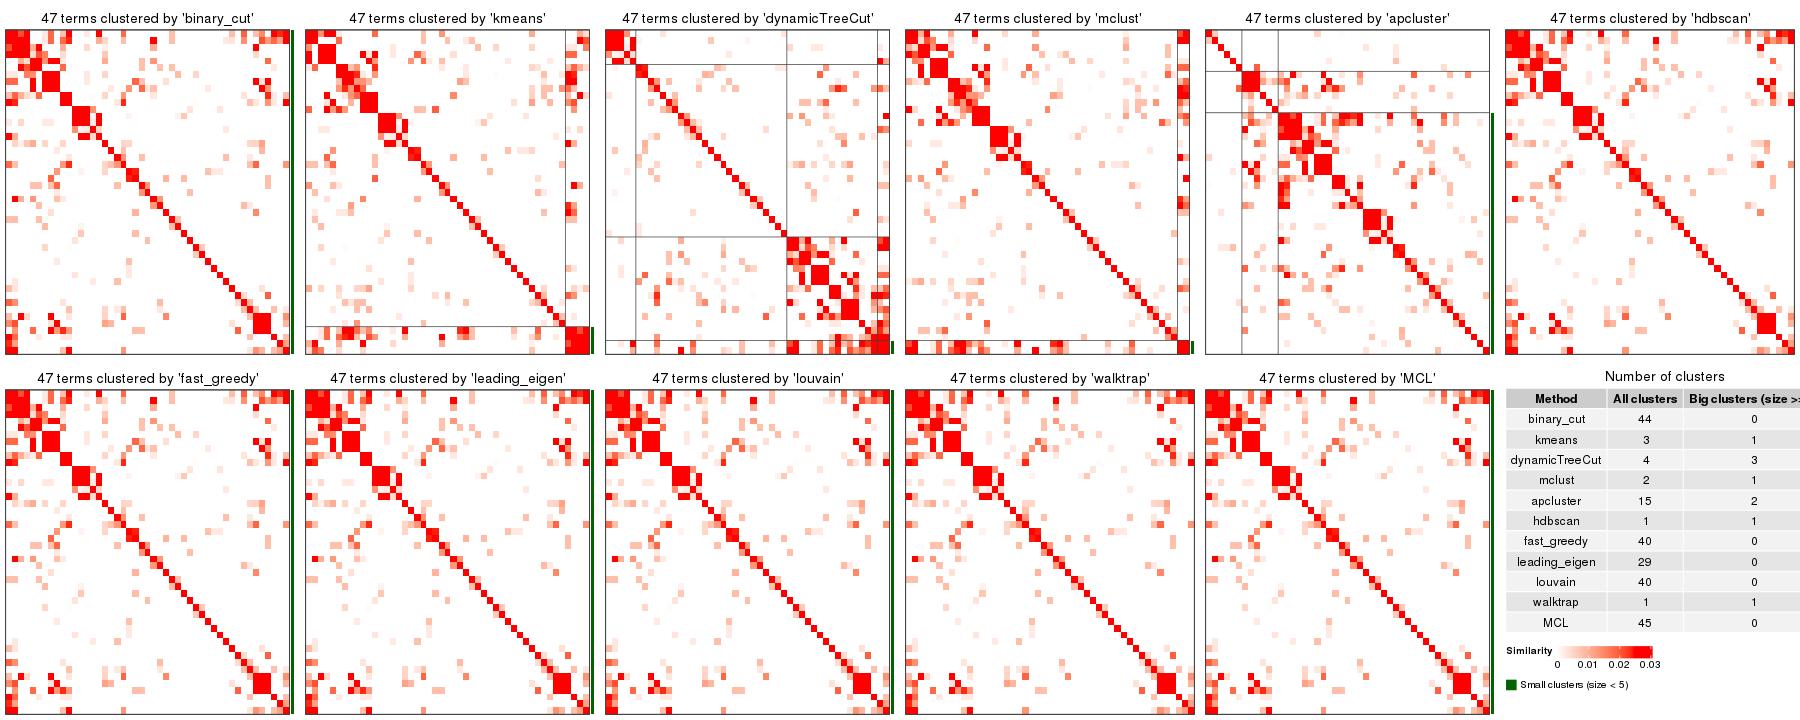 47 terms clustered by 'binary_cut'
47 terms clustered by 'kmeans'
47 terms clustered by 'dynamicTreeCut'
47 terms clustered by 'mclust'
47 terms clustered by 'apcluster'
47 terms clustered by 'hdbscan'
47 terms clustered by 'fast_greedy'
47 terms clustered by 'leading_eigen'
47 terms clustered by 'louvain'
47 terms clustered by 'walktrap'
47 terms clustered by 'MCL'
Number of clusters
Method All clusters Big clusters (size >=
binary_cut 44 0
kmeans 3 1
dynamicTreeCut 4 3
mclust 2 1
apcluster 15 2
hdbscan 1 1
fast_greedy 40 0
leading_eigen 29 0
louvain 40 0
walktrap 1 1
MCL 45 0
Similarity
0 0.01 0.02 0.03
Small clusters (size < 5)